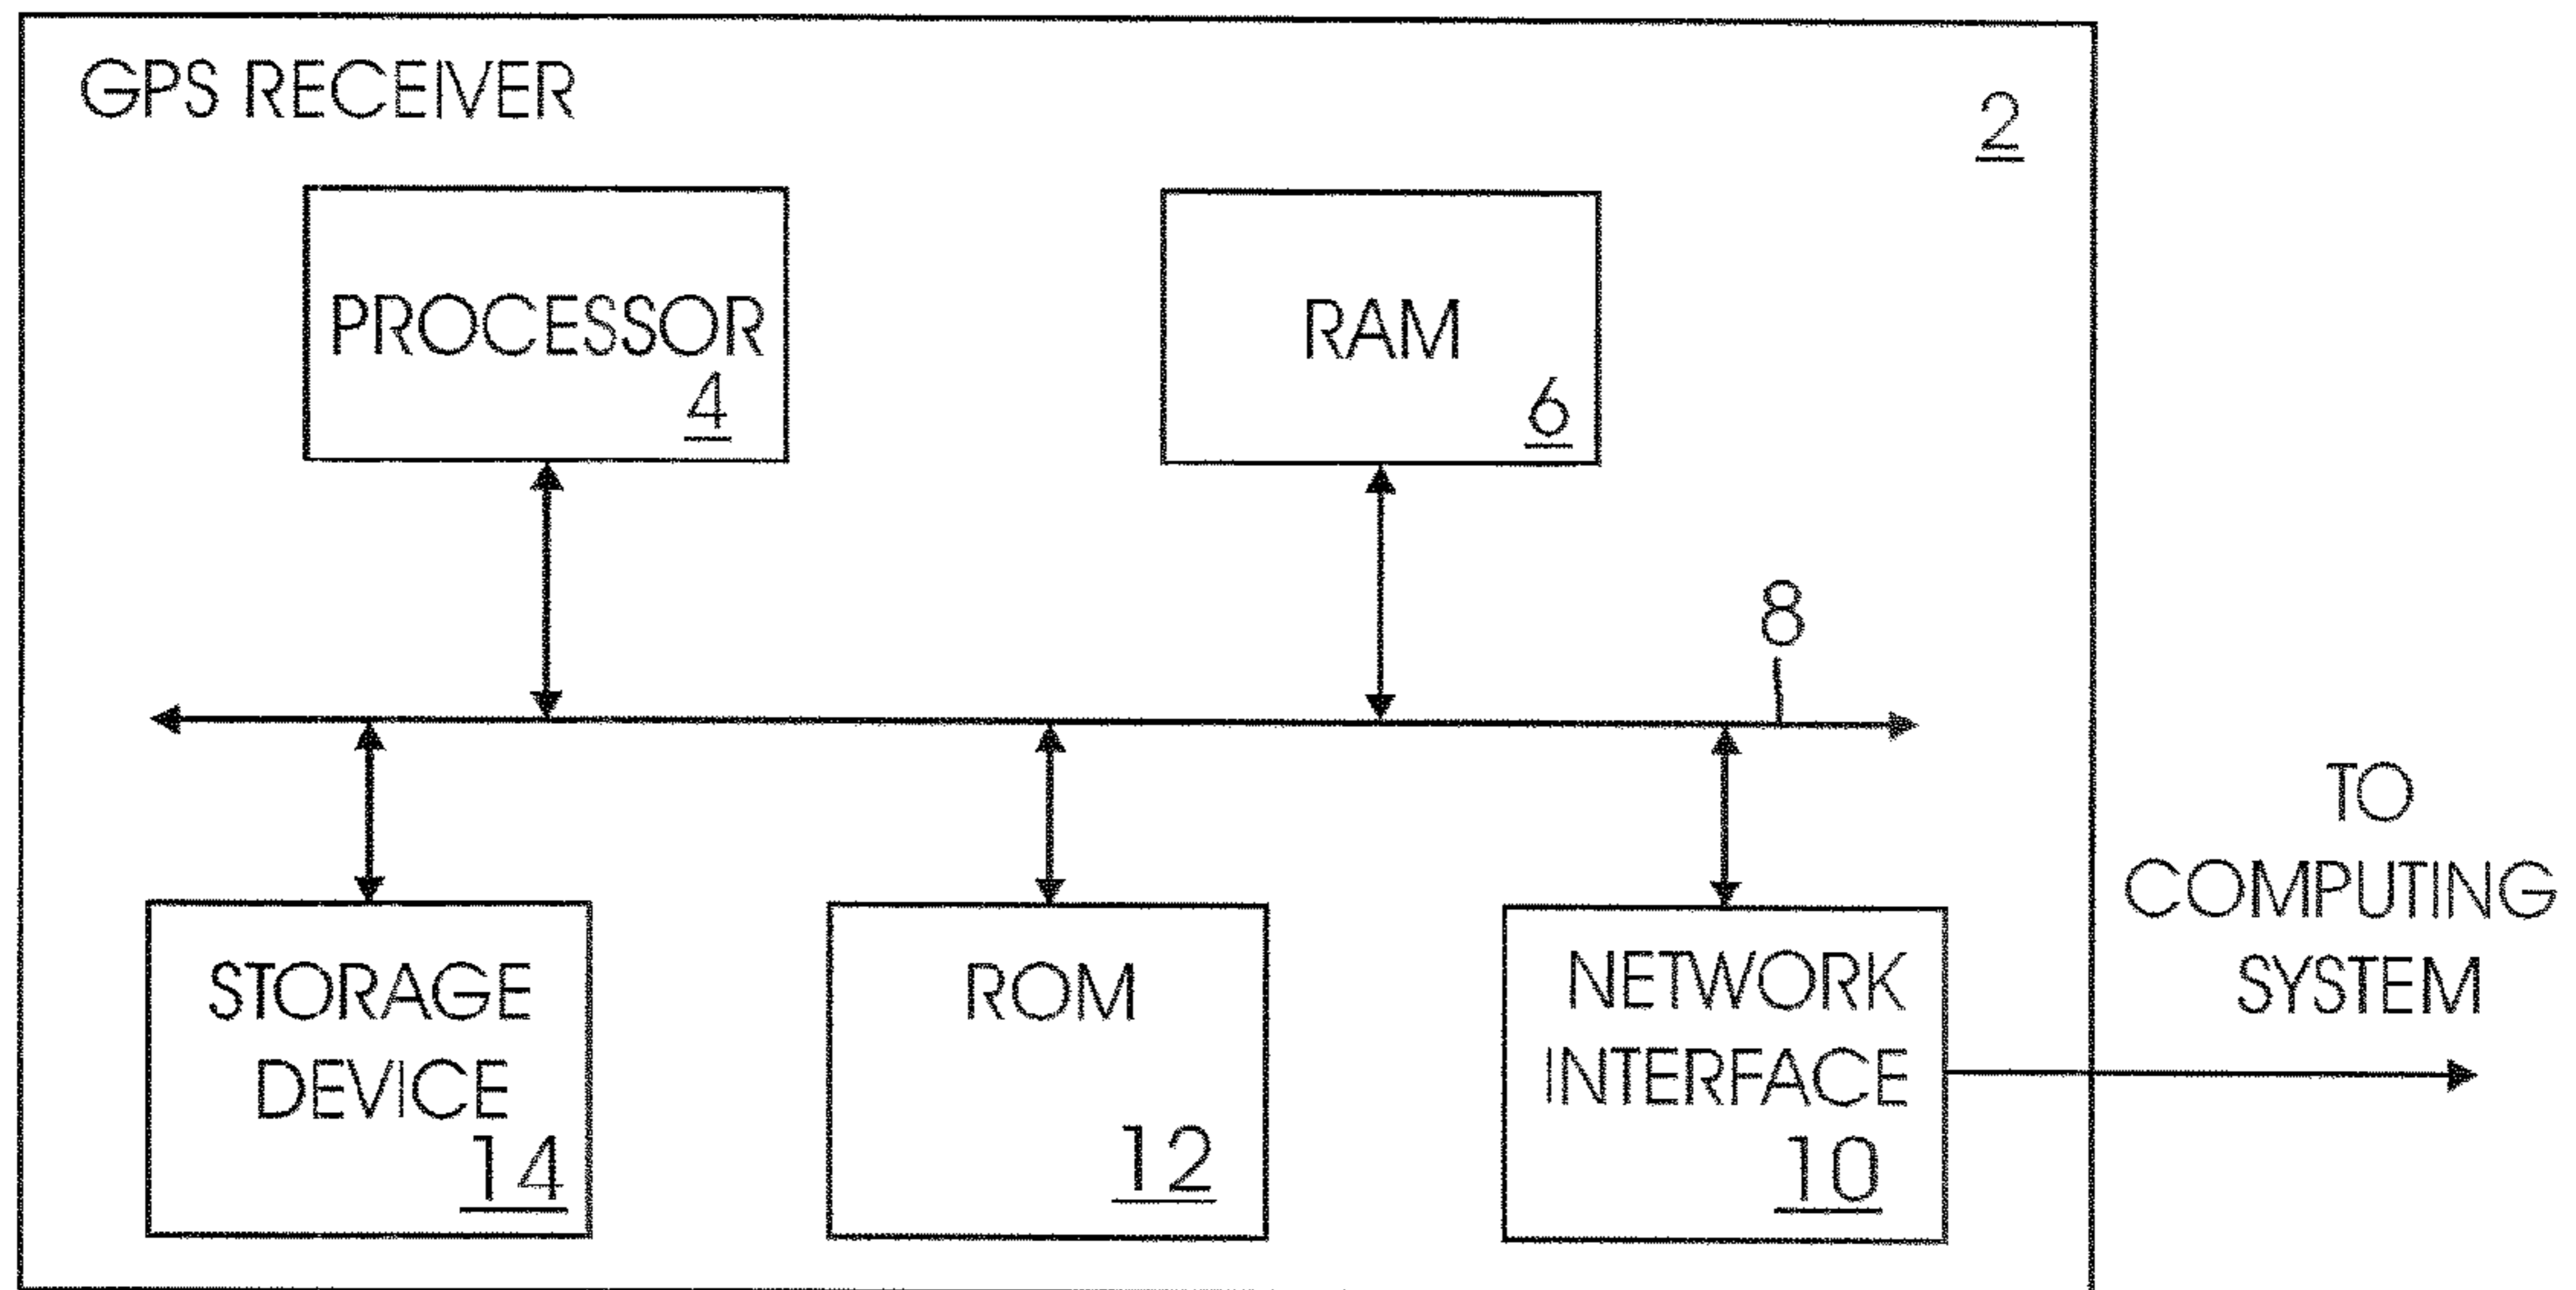 GPS RECEIVER
2
PROCESSOR
4
RAM
6
8
STORAGE
DEVICE
14
ROM
12
NETWORK
INTERFACE
10
TO
COMPUTING
SYSTEM